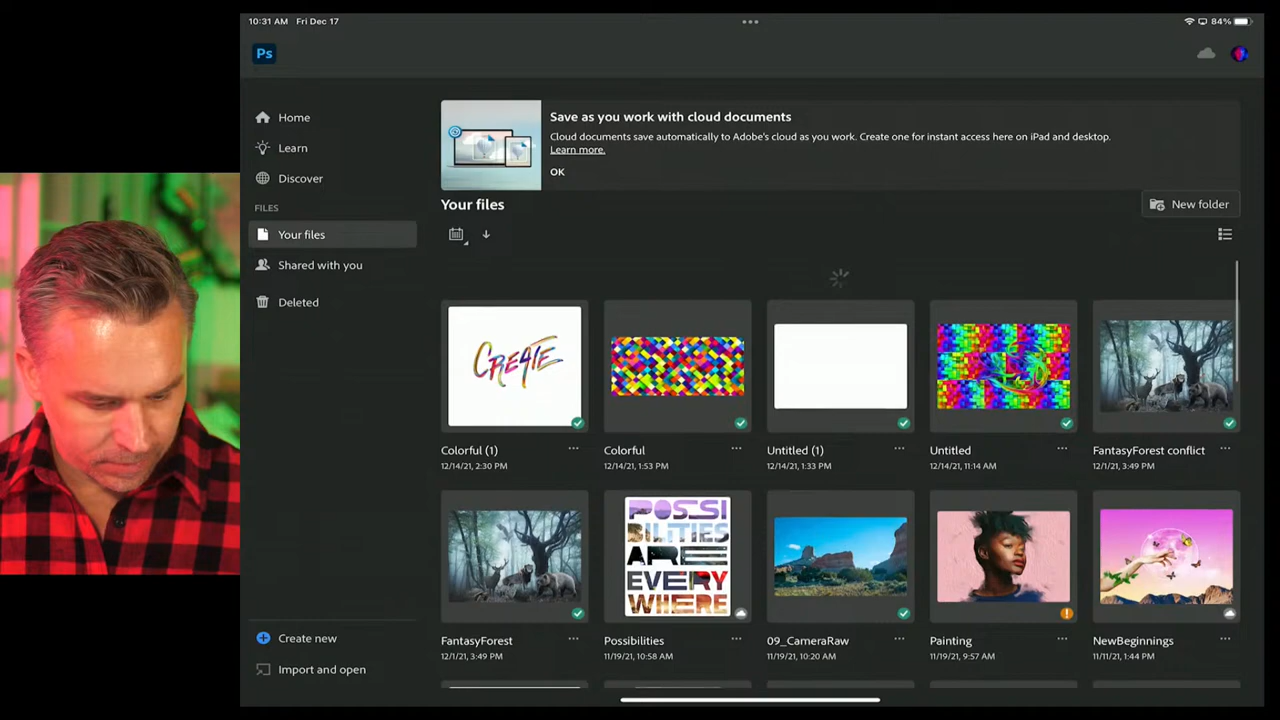 10:31 AM Fri Dec 17
84%
Ps
Home
Learn
Discover
FILES
Your files
Shared with you
Deleted
Create new
Import and open
Save as you work with cloud documents
Cloud documents save automatically to Adobe's cloud as you work. Create one for instant access here on iPad and desktop.
Learn more.
OK
Your files
New folder
CREATE
Colorful (1)
12/14/21, 2:30 PM
Colorful
12/14/21, 1:53 PM
Untitled (1)
12/14/21, 1:33 PM
Untitled
12/14/21, 11:14 AM
FantasyForest conflict
12/1/21, 3:49 PM
FantasyForest
12/1/21, 3:49 PM
POSSI
BILITIES
ARE
EVERY
WHERE
Possibilities
11/19/21, 10:58 AM
09_CameraRaw
11/19/21, 10:20 AM
Painting
11/19/21, 9:57 AM
NewBeginnings
11/11/21, 1:44 PM